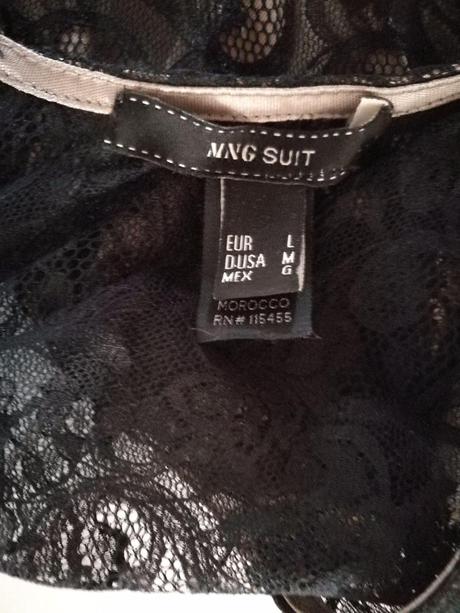 MNG SUIT
EUR L
D.USA M
MEX G
MOROCCO
RN# 115455